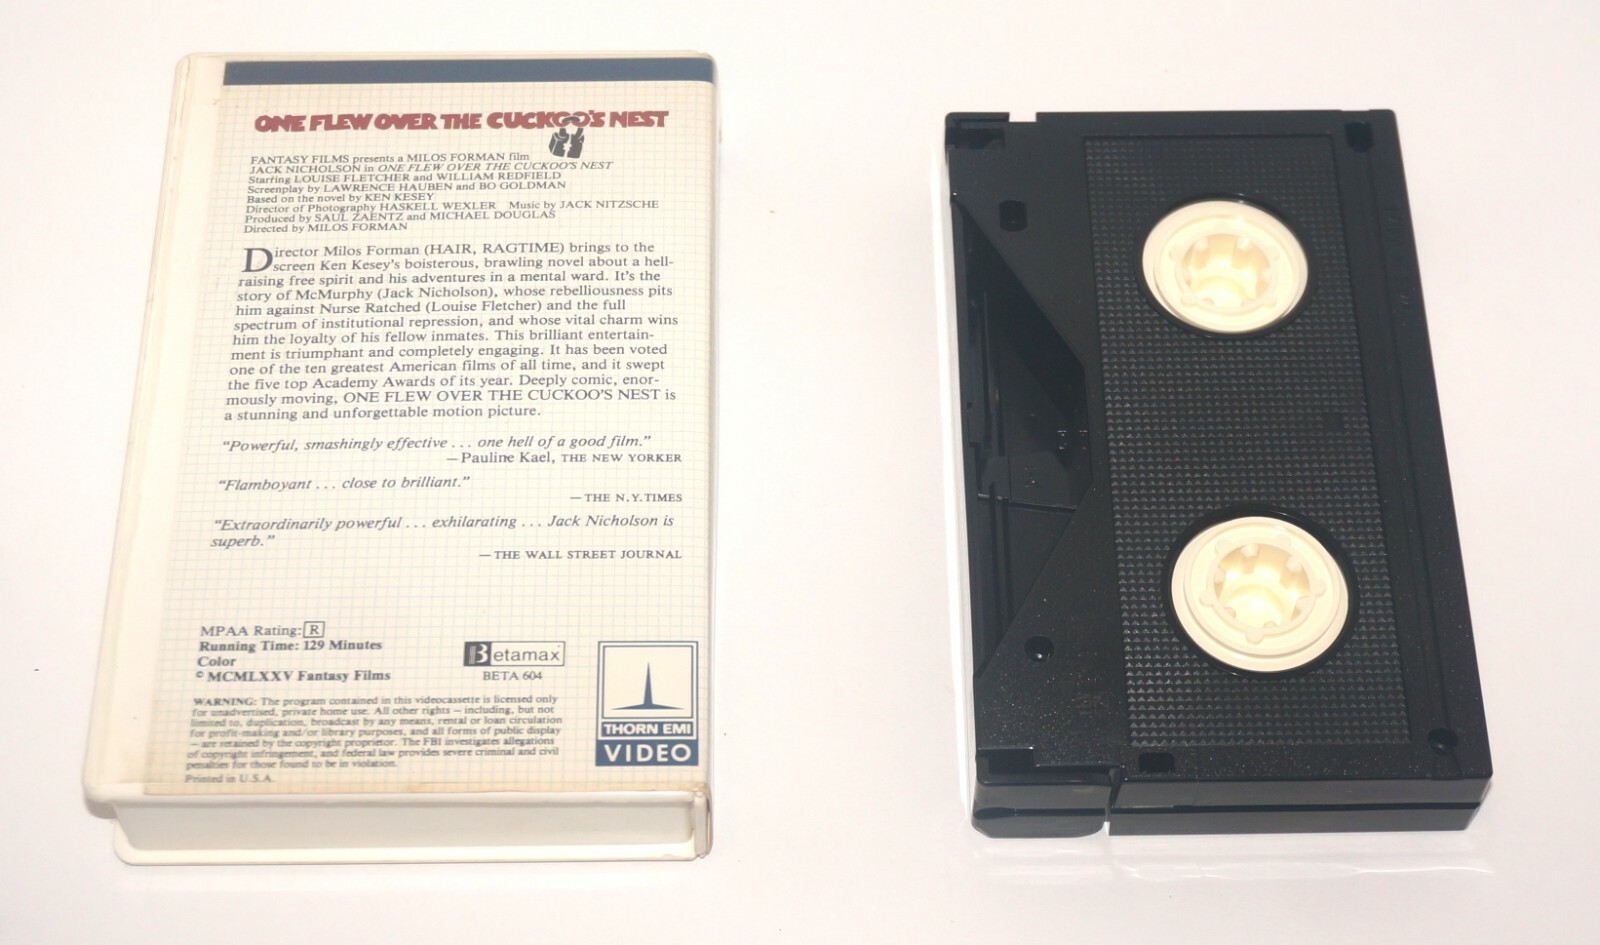 ONE FLEW OVER THE CUCKOO'S NEST
FANTASY FILMS presents a MILOS FORMAN film
JACK NICHOLSON in ONE FLEW OVER THE CUCKOO'S NEST
Starring LOUISE FLETCHER and WILLIAM REDFIELD
Screenplay by LAWRENCE HAUBEN and BO GOLDMAN
Based on the novel by KEN KESEY
Director of Photography HASKELL WEXLER Music by JACK NITZSCHE
Produced by SAUL ZAENTZ and MICHAEL DOUGLAS
Directed by MILOS FORMAN
Director Milos Forman (HAIR, RAGTIME) brings to the
screen Ken Kesey's boisterous, brawling novel about a hell-
raising free spirit and his adventures in a mental ward. It's the
story of McMurphy (Jack Nicholson), whose rebelliousness pits
him against Nurse Ratched (Louise Fletcher) and the full
spectrum of institutional repression, and whose vital charm wins
him the loyalty of his fellow inmates. This brilliant entertain-
ment is triumphant and completely engaging. It has been voted
one of the ten greatest American films of all time, and it swept
the five top Academy Awards of its year. Deeply comic, enor-
mously moving, ONE FLEW OVER THE CUCKOO'S NEST is
a stunning and unforgettable motion picture.
"Powerful, smashingly effective . . . one hell of a good film."
—Pauline Kael, THE NEW YORKER
"Flamboyant . . . close to brilliant."
—THE N.Y. TIMES
"Extraordinarily powerful . . . exhilarating . . . Jack Nicholson is
superb."
—THE WALL STREET JOURNAL
MPAA Rating: R
Running Time: 129 Minutes
Color
© MCMLXXV Fantasy Films
Betamax
BETA 604
WARNING: The program contained in this videocassette is licensed only
for unadvertised, private home use. All other rights – including, but not
limited to, duplication, broadcast by any means, rental or loan circulation
for profit-making and/or library purposes, and all forms of public display
– are retained by the copyright proprietor. The FBI investigates allegations
of copyright infringement, and federal law provides severe criminal and civil
penalties for those found to be in violation.
Printed in U.S.A.
THORN EMI
VIDEO